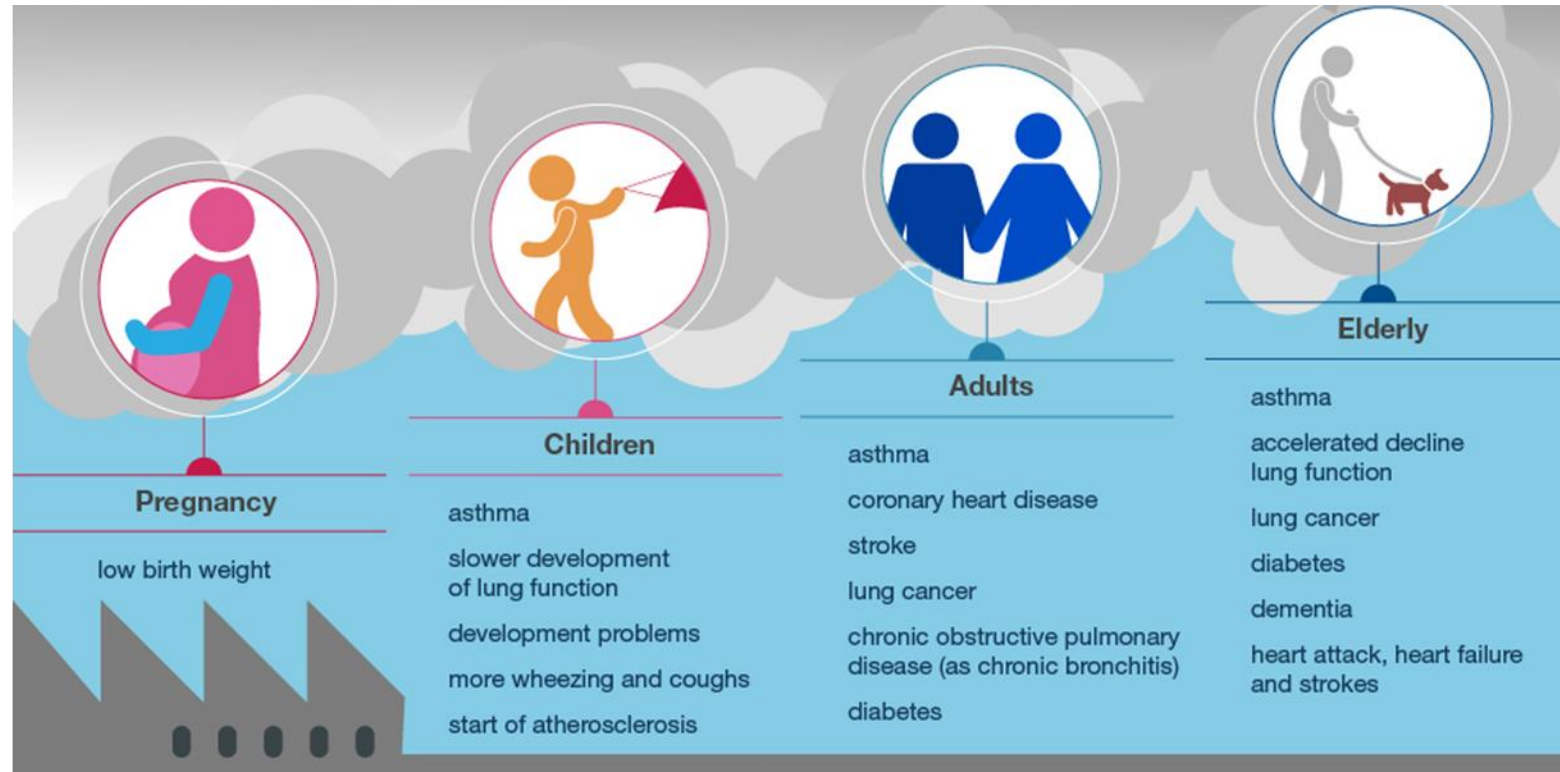 Pregnancy
low birth weight
Children
asthma
slower development
of lung function
development problems
more wheezing and coughs
start of atherosclerosis
Adults
asthma
coronary heart disease
stroke
lung cancer
chronic obstructive pulmonary
disease (as chronic bronchitis)
diabetes
Elderly
asthma
accelerated decline
lung function
lung cancer
diabetes
dementia
heart attack, heart failure
and strokes